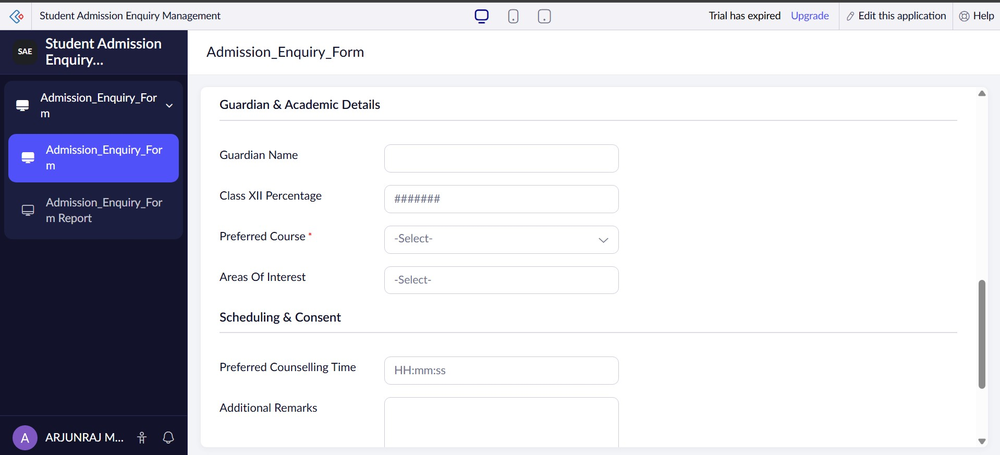 Student Admission Enquiry Management
Trial has expired
Upgrade
Edit this application
Help
SAE
Student Admission
Enquiry...
Admission_Enquiry_For
m
Admission_Enquiry_For
m
Admission_Enquiry_For
m Report
A
ARJUNRAJ M...
Admission_Enquiry_Form
Guardian & Academic Details
Guardian Name
Class XII Percentage
#######
Preferred Course *
-Select-
Areas Of Interest
-Select-
Scheduling & Consent
Preferred Counselling Time
HH:mm:ss
Additional Remarks